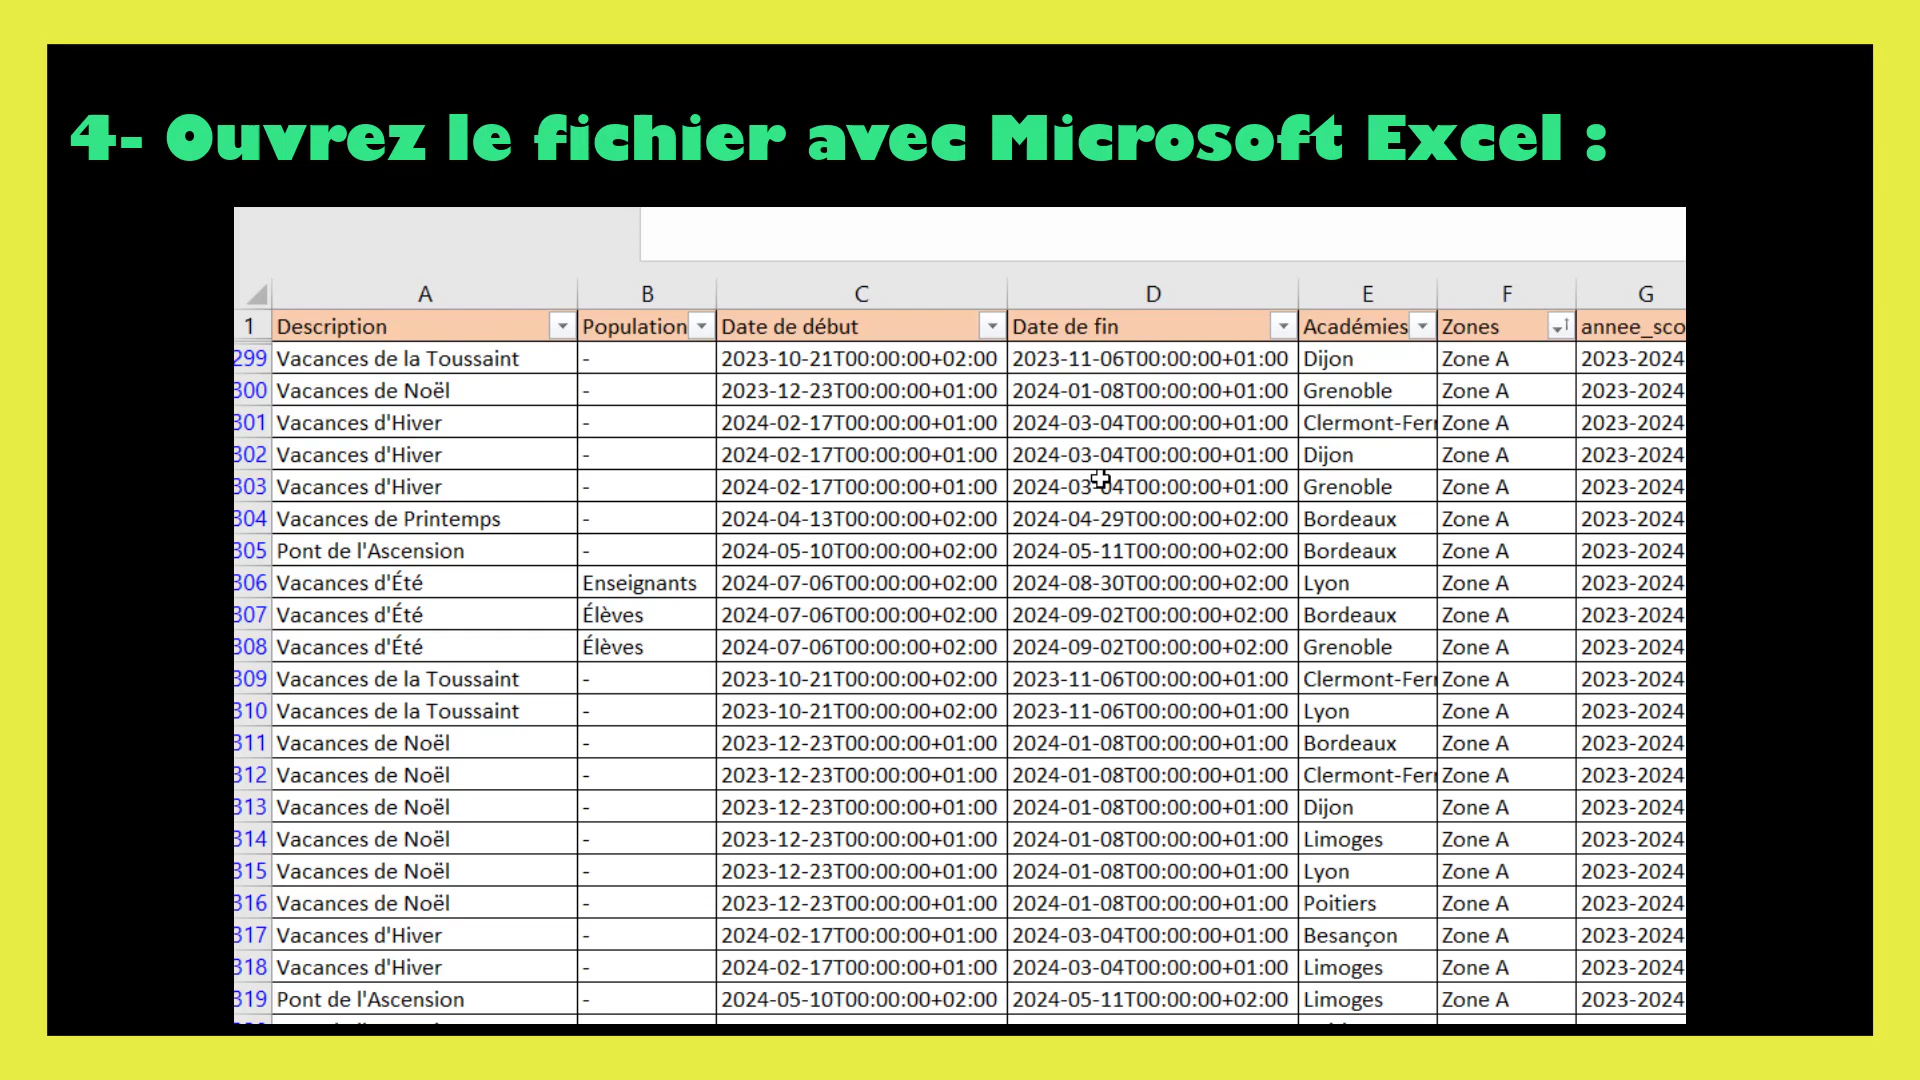 4- Ouvrez le fichier avec Microsoft Excel :
A B C D E F G
1 Description Population Date de début Date de fin Académies Zones annee_sco
299 Vacances de la Toussaint - 2023-10-21T00:00:00+02:00 2023-11-06T00:00:00+01:00 Dijon Zone A 2023-2024
300 Vacances de Noël - 2023-12-23T00:00:00+01:00 2024-01-08T00:00:00+01:00 Grenoble Zone A 2023-2024
301 Vacances d'Hiver - 2024-02-17T00:00:00+01:00 2024-03-04T00:00:00+01:00 Clermont-Ferr Zone A 2023-2024
302 Vacances d'Hiver - 2024-02-17T00:00:00+01:00 2024-03-04T00:00:00+01:00 Dijon Zone A 2023-2024
303 Vacances d'Hiver - 2024-02-17T00:00:00+01:00 2024-03-04T00:00:00+01:00 Grenoble Zone A 2023-2024
304 Vacances de Printemps - 2024-04-13T00:00:00+02:00 2024-04-29T00:00:00+02:00 Bordeaux Zone A 2023-2024
305 Pont de l'Ascension - 2024-05-10T00:00:00+02:00 2024-05-11T00:00:00+02:00 Bordeaux Zone A 2023-2024
306 Vacances d'Été Enseignants 2024-07-06T00:00:00+02:00 2024-08-30T00:00:00+02:00 Lyon Zone A 2023-2024
307 Vacances d'Été Élèves 2024-07-06T00:00:00+02:00 2024-09-02T00:00:00+02:00 Bordeaux Zone A 2023-2024
308 Vacances d'Été Élèves 2024-07-06T00:00:00+02:00 2024-09-02T00:00:00+02:00 Grenoble Zone A 2023-2024
309 Vacances de la Toussaint - 2023-10-21T00:00:00+02:00 2023-11-06T00:00:00+01:00 Clermont-Ferr Zone A 2023-2024
310 Vacances de la Toussaint - 2023-10-21T00:00:00+02:00 2023-11-06T00:00:00+01:00 Lyon Zone A 2023-2024
311 Vacances de Noël - 2023-12-23T00:00:00+01:00 2024-01-08T00:00:00+01:00 Bordeaux Zone A 2023-2024
312 Vacances de Noël - 2023-12-23T00:00:00+01:00 2024-01-08T00:00:00+01:00 Clermont-Ferr Zone A 2023-2024
313 Vacances de Noël - 2023-12-23T00:00:00+01:00 2024-01-08T00:00:00+01:00 Dijon Zone A 2023-2024
314 Vacances de Noël - 2023-12-23T00:00:00+01:00 2024-01-08T00:00:00+01:00 Limoges Zone A 2023-2024
315 Vacances de Noël - 2023-12-23T00:00:00+01:00 2024-01-08T00:00:00+01:00 Lyon Zone A 2023-2024
316 Vacances de Noël - 2023-12-23T00:00:00+01:00 2024-01-08T00:00:00+01:00 Poitiers Zone A 2023-2024
317 Vacances d'Hiver - 2024-02-17T00:00:00+01:00 2024-03-04T00:00:00+01:00 Besançon Zone A 2023-2024
318 Vacances d'Hiver - 2024-02-17T00:00:00+01:00 2024-03-04T00:00:00+01:00 Limoges Zone A 2023-2024
319 Pont de l'Ascension - 2024-05-10T00:00:00+02:00 2024-05-11T00:00:00+02:00 Limoges Zone A 2023-2024